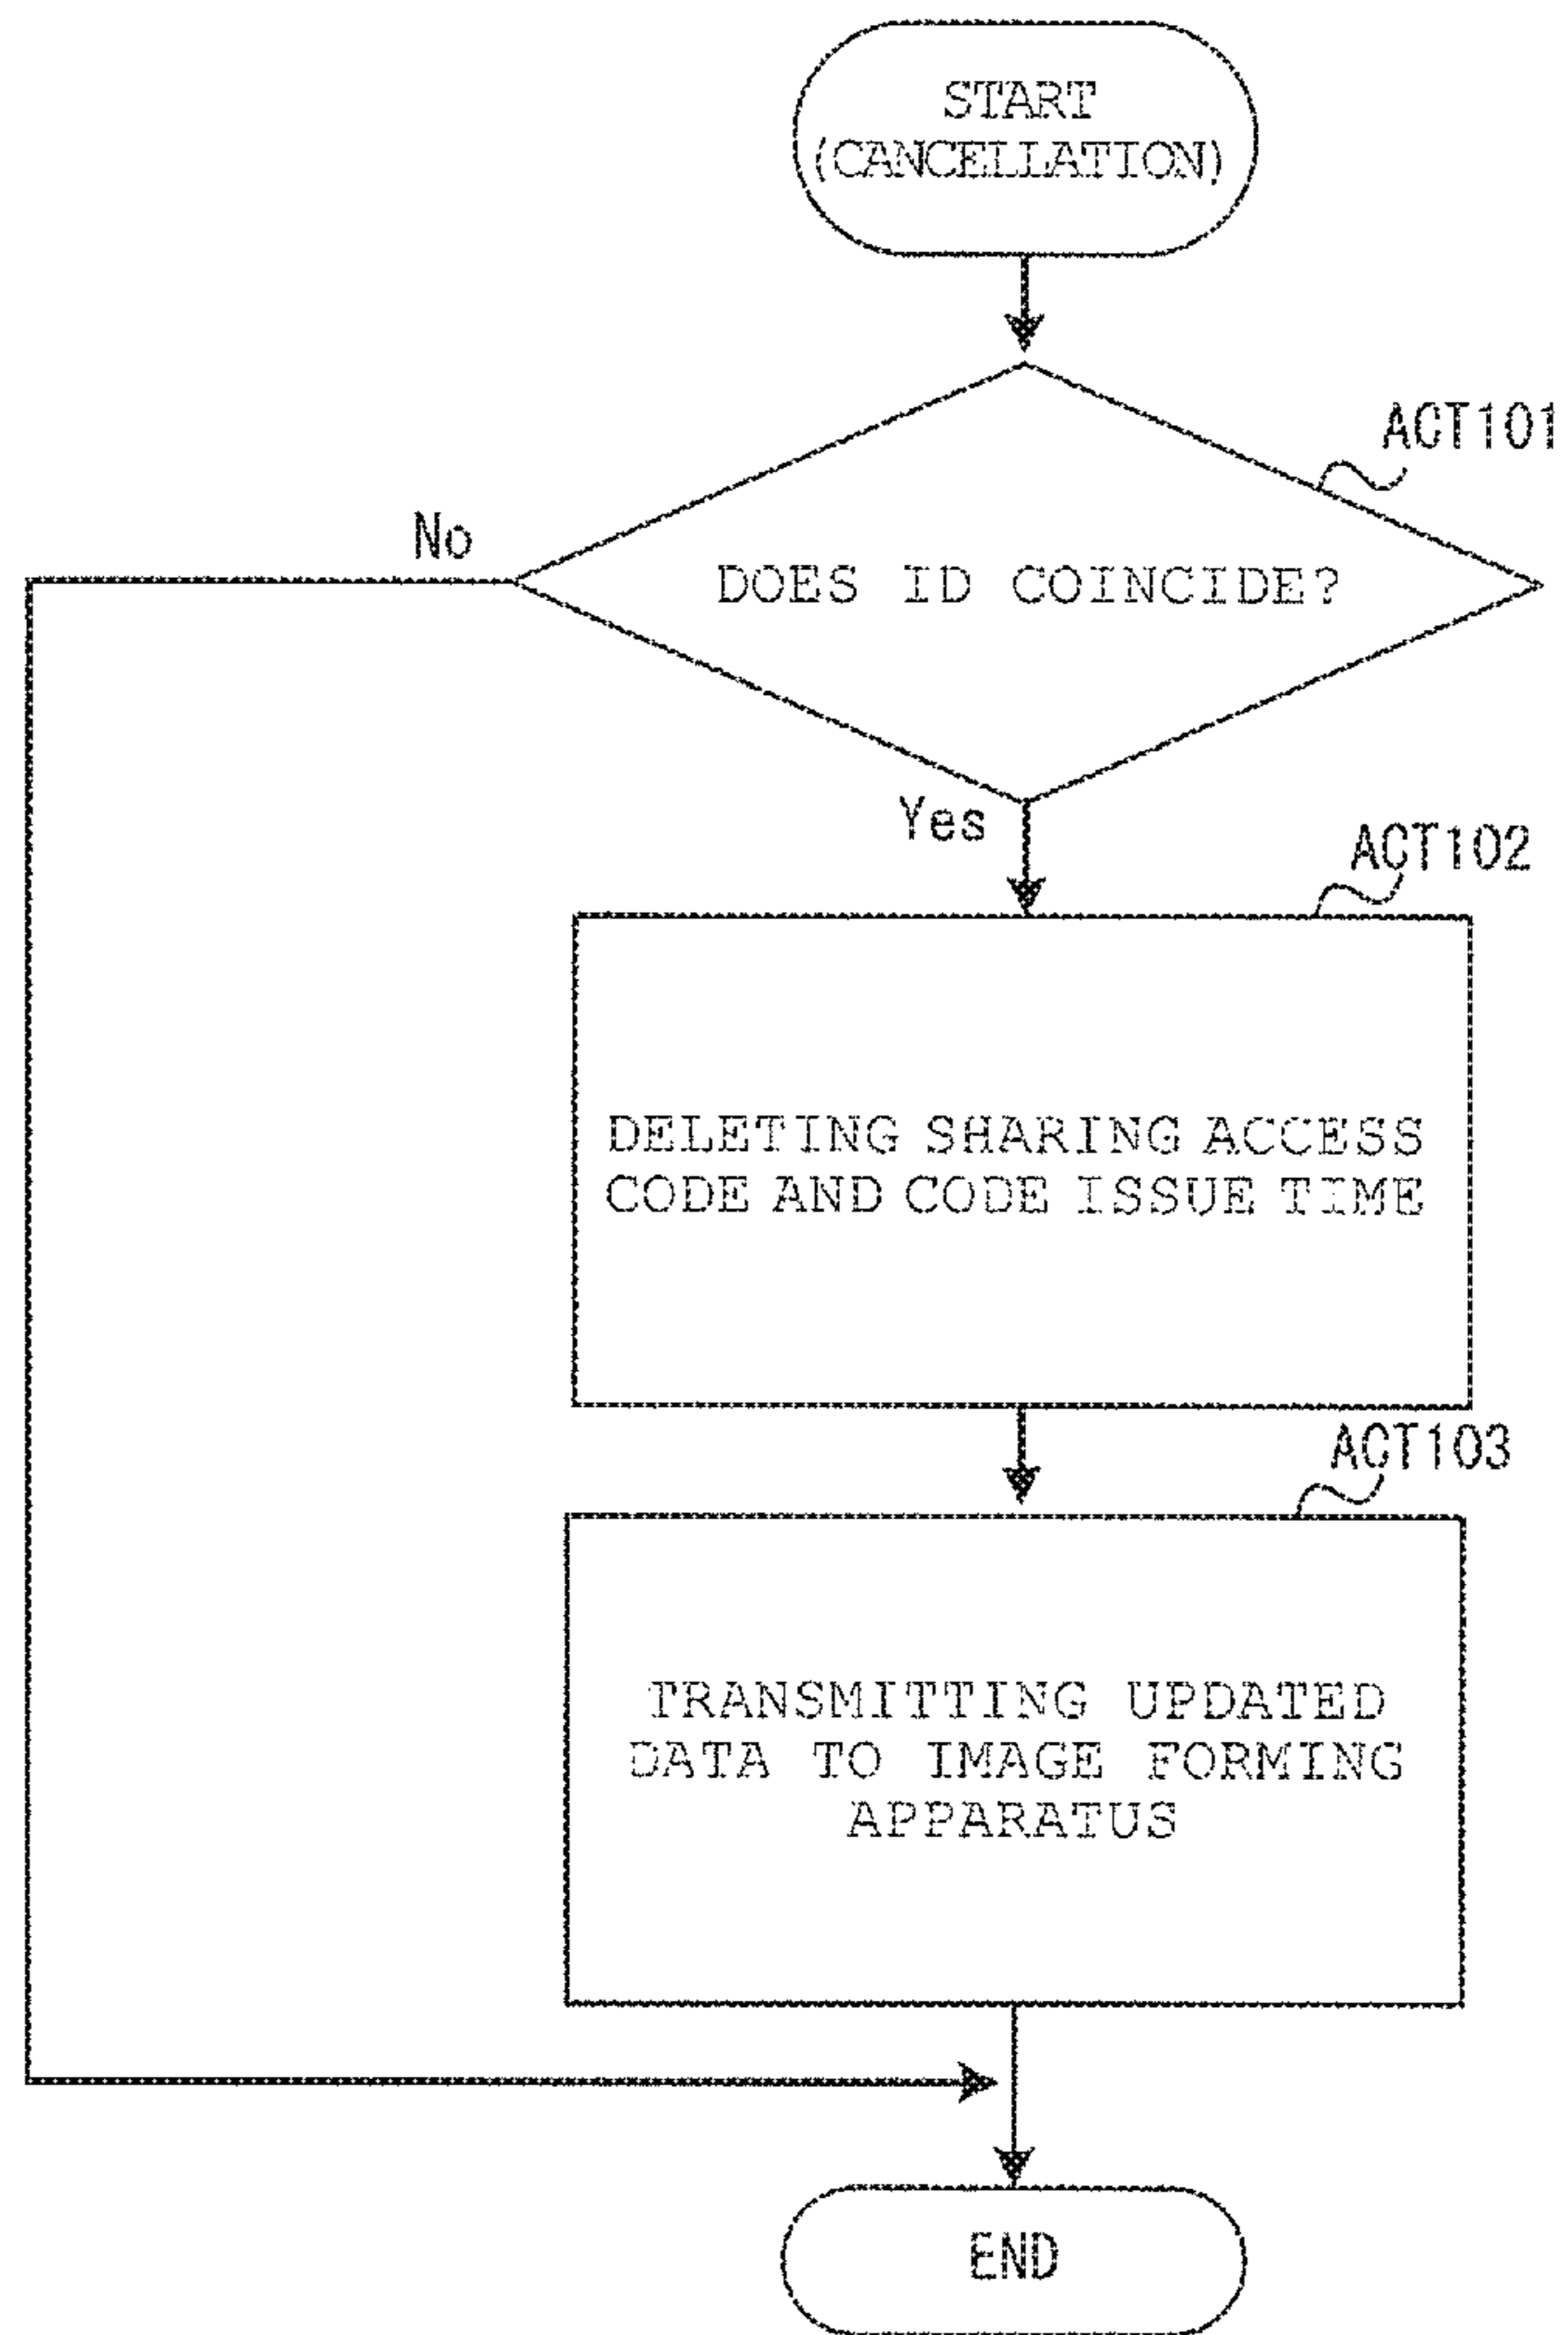 START
(CANCELLATION)
ACT101
No
DOES ID COINCIDE?
Yes
ACT102
DELETING SHARING ACCESS
CODE AND CODE ISSUE TIME
ACT103
TRANSMITTING UPDATED
DATA TO IMAGE FORMING
APPARATUS
END